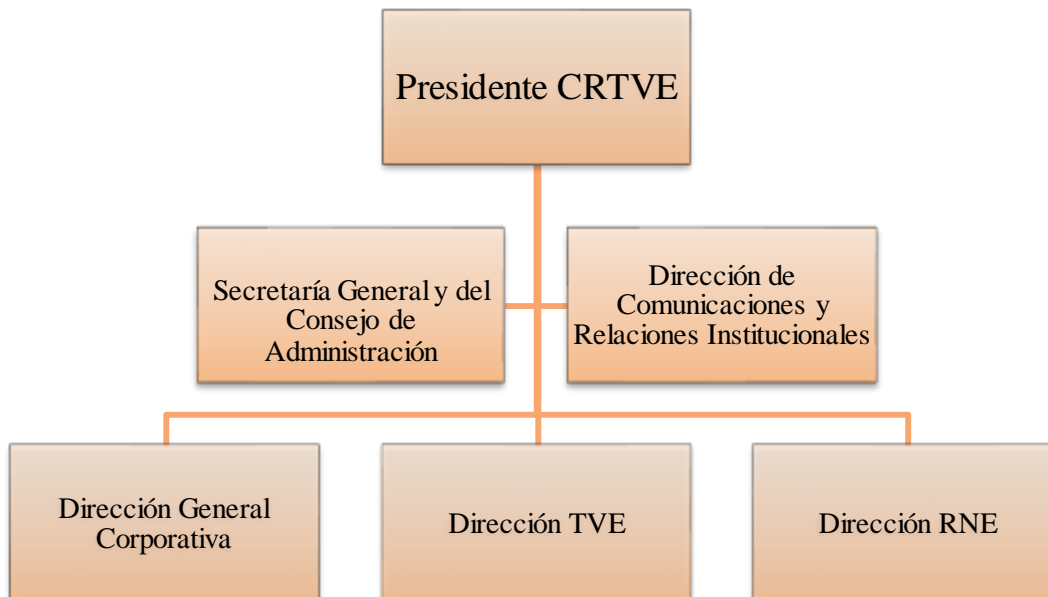 Presidente CRTVE
Secretaría General y del
Consejo de
Administración
Dirección de
Comunicaciones y
Relaciones Institucionales
Dirección General
Corporativa
Dirección TVE
Dirección RNE